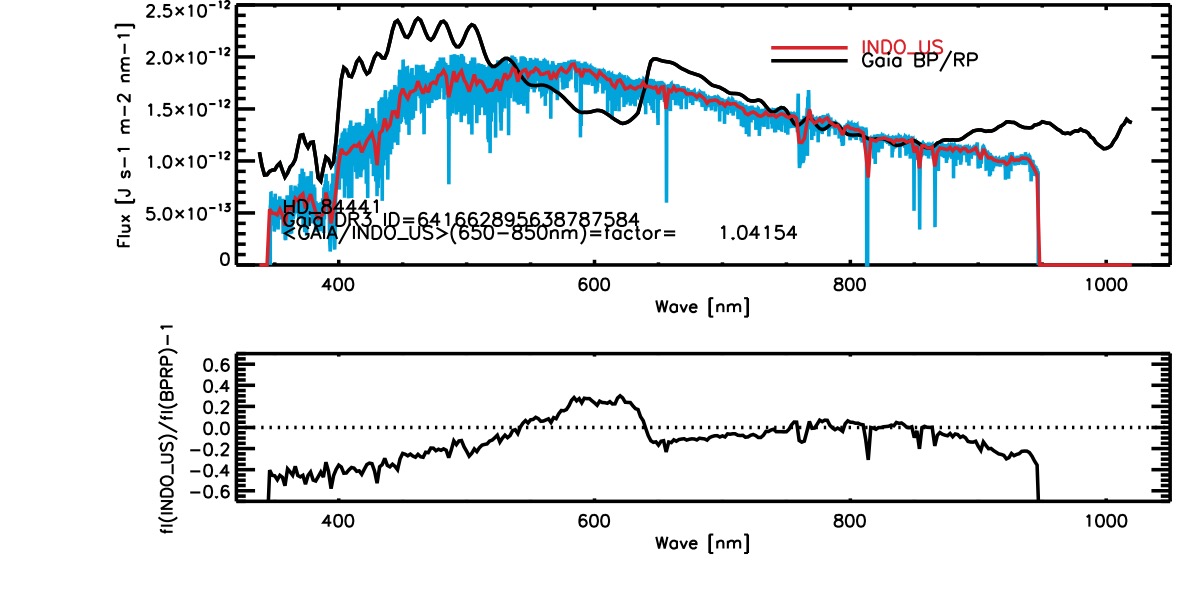 2.5×10⁻¹²
2.0×10⁻¹²
1.5×10⁻¹²
1.0×10⁻¹²
5.0×10⁻¹³
0
Flux [J s-1 m-2 nm-1]
INDO_US
Gaia BP/RP
HD_84441
Gaia DR3 ID=641662895638787584
<GAIA/INDO_US>(650-850nm)=factor= 1.04154
400 600 800 1000
Wave [nm]
fl(INDO_US)/fl(BPRP)-1
0.6
0.4
0.2
0.0
-0.2
-0.4
-0.6
400 600 800 1000
Wave [nm]